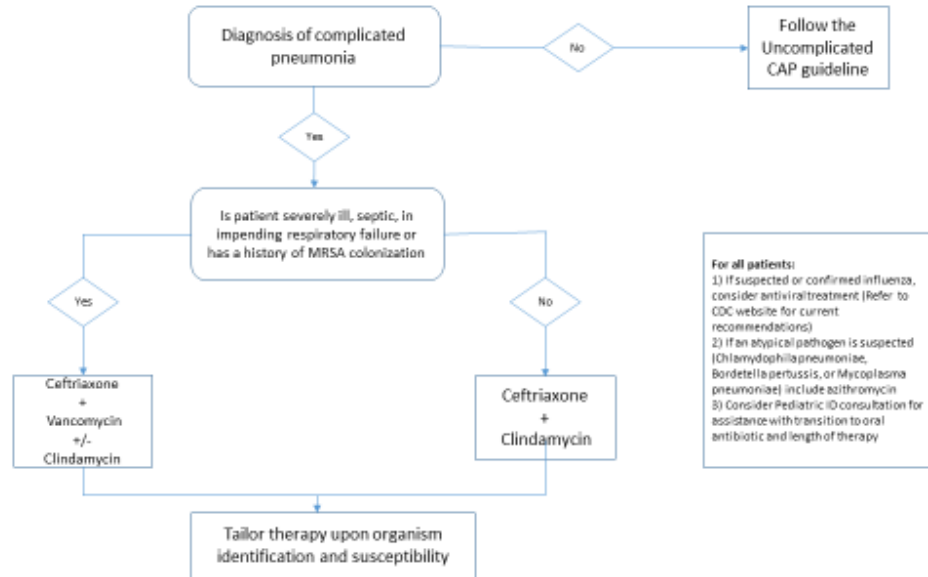 Diagnosis of complicated
pneumonia
No
Follow the
Uncomplicated
CAP guideline
Yes
Is patient severely ill, septic, in
impending respiratory failure or
has a history of MRSA colonization
Yes
No
Ceftriaxone
+
Vancomycin
+/-
Clindamycin
Ceftriaxone
+
Clindamycin
For all patients:
1) If suspected or confirmed influenza,
consider antiviral treatment (Refer to
CDC website for current
recommendations)
2) If an atypical pathogen is suspected
(Chlamydophila pneumoniae,
Bordetella pertussis, or Mycoplasma
pneumoniae) include azithromycin
3) Consider Pediatric ID consultation for
assistance with transition to oral
antibiotic and length of therapy
Tailor therapy upon organism
identification and susceptibility